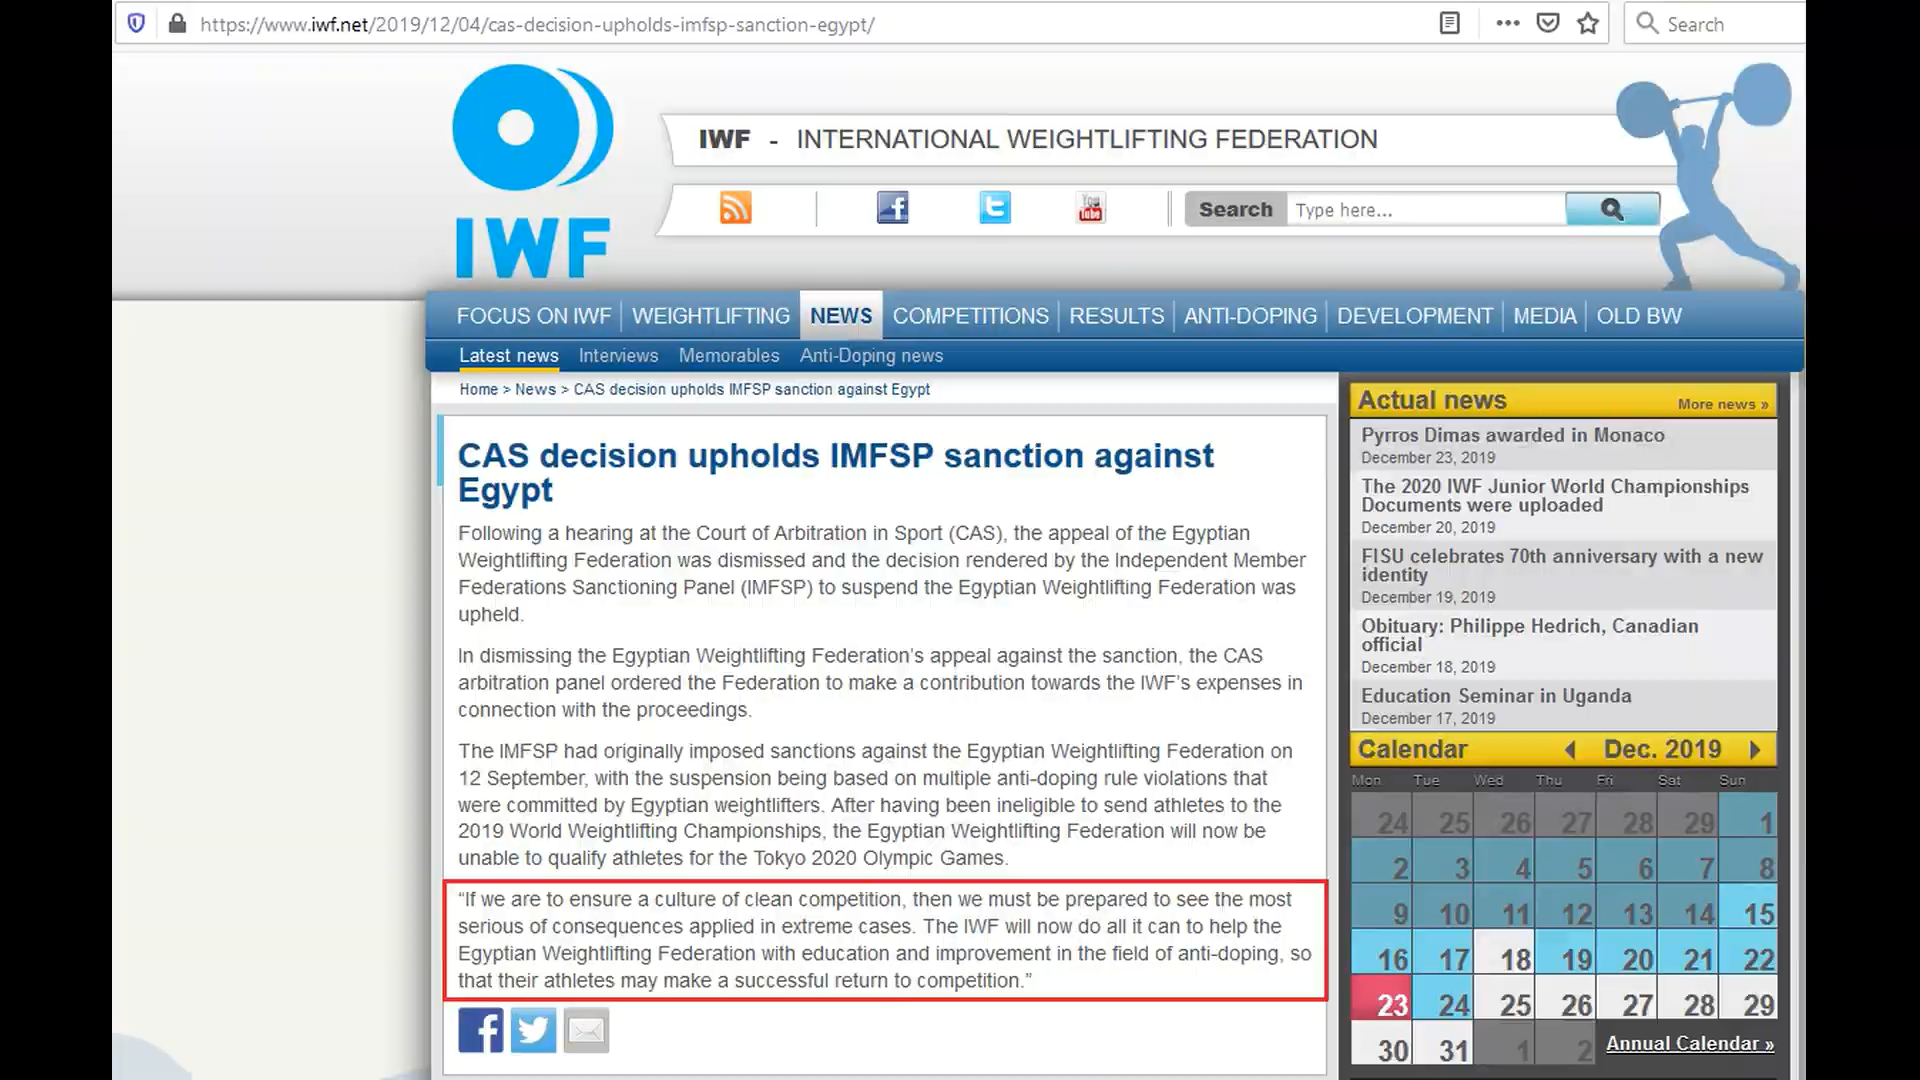 https://www.iwf.net/2019/12/04/cas-decision-upholds-imfsp-sanction-egypt/
Search
IWF
IWF - INTERNATIONAL WEIGHTLIFTING FEDERATION
You Tube
Search Type here...
FOCUS ON IWF WEIGHTLIFTING NEWS COMPETITIONS RESULTS ANTI-DOPING DEVELOPMENT MEDIA OLD BW
Latest news Interviews Memorables Anti-Doping news
Home > News > CAS decision upholds IMFSP sanction against Egypt
CAS decision upholds IMFSP sanction against
Egypt
Following a hearing at the Court of Arbitration in Sport (CAS), the appeal of the Egyptian
Weightlifting Federation was dismissed and the decision rendered by the Independent Member
Federations Sanctioning Panel (IMFSP) to suspend the Egyptian Weightlifting Federation was
upheld.
In dismissing the Egyptian Weightlifting Federation's appeal against the sanction, the CAS
arbitration panel ordered the Federation to make a contribution towards the IWF's expenses in
connection with the proceedings.
The IMFSP had originally imposed sanctions against the Egyptian Weightlifting Federation on
12 September, with the suspension being based on multiple anti-doping rule violations that
were committed by Egyptian weightlifters. After having been ineligible to send athletes to the
2019 World Weightlifting Championships, the Egyptian Weightlifting Federation will now be
unable to qualify athletes for the Tokyo 2020 Olympic Games.
“If we are to ensure a culture of clean competition, then we must be prepared to see the most
serious of consequences applied in extreme cases. The IWF will now do all it can to help the
Egyptian Weightlifting Federation with education and improvement in the field of anti-doping, so
that their athletes may make a successful return to competition.”
Actual news More news »
Pyrros Dimas awarded in Monaco
December 23, 2019
The 2020 IWF Junior World Championships
Documents were uploaded
December 20, 2019
FISU celebrates 70th anniversary with a new
identity
December 19, 2019
Obituary: Philippe Hedrich, Canadian
official
December 18, 2019
Education Seminar in Uganda
December 17, 2019
Calendar Dec. 2019
Mon Tue Wed Thu Fri Sat Sun
24 25 26 27 28 29 1
2 3 4 5 6 7 8
9 10 11 12 13 14 15
16 17 18 19 20 21 22
23 24 25 26 27 28 29
30 31 1 2 Annual Calendar »